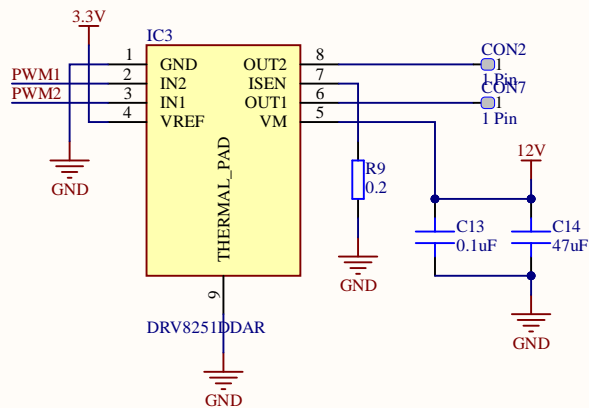 3.3V
IC3
1 GND OUT2 8 CON2
1
1 Pin
PWM1 2 IN2 ISEN 7
PWM2 3 IN1 OUT1 6 CON7
1
1 Pin
4 VREF VM 5
THERMAL_PAD
12V
GND
R9
0.2
C13
0.1uF
C14
47uF
9
GND
DRV8251DDAR
GND
GND